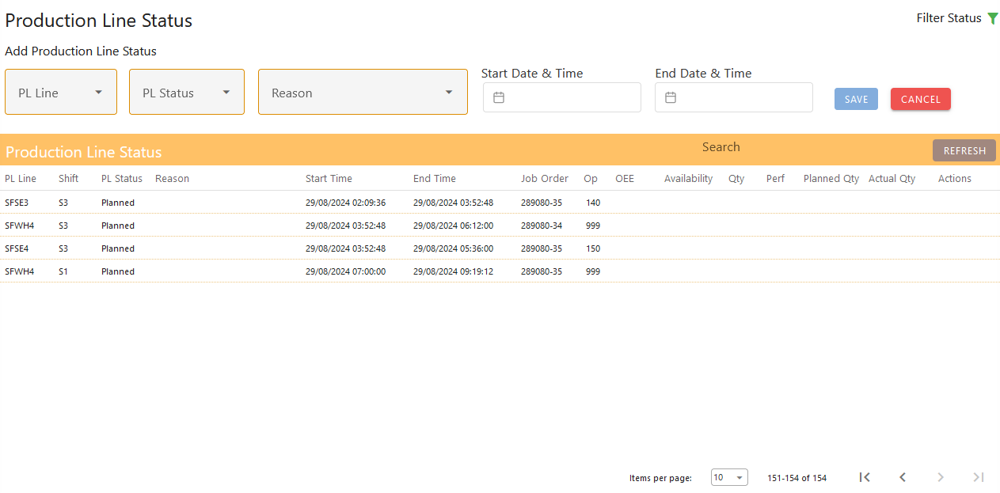 Production Line Status
Filter Status
Add Production Line Status
Start Date & Time
End Date & Time
PL Line
PL Status
Reason
SAVE
CANCEL
Production Line Status
Search
REFRESH
PL Line Shift PL Status Reason Start Time End Time Job Order Op OEE Availability Qty Perf Planned Qty Actual Qty Actions
SFSE3 S3 Planned 29/08/2024 02:09:36 29/08/2024 03:52:48 289080-35 140
SFWH4 S3 Planned 29/08/2024 03:52:48 29/08/2024 06:12:00 289080-34 999
SFSE4 S3 Planned 29/08/2024 03:52:48 29/08/2024 05:36:00 289080-35 150
SFWH4 S1 Planned 29/08/2024 07:00:00 29/08/2024 09:19:12 289080-35 999
Items per page: 10 151-154 of 154